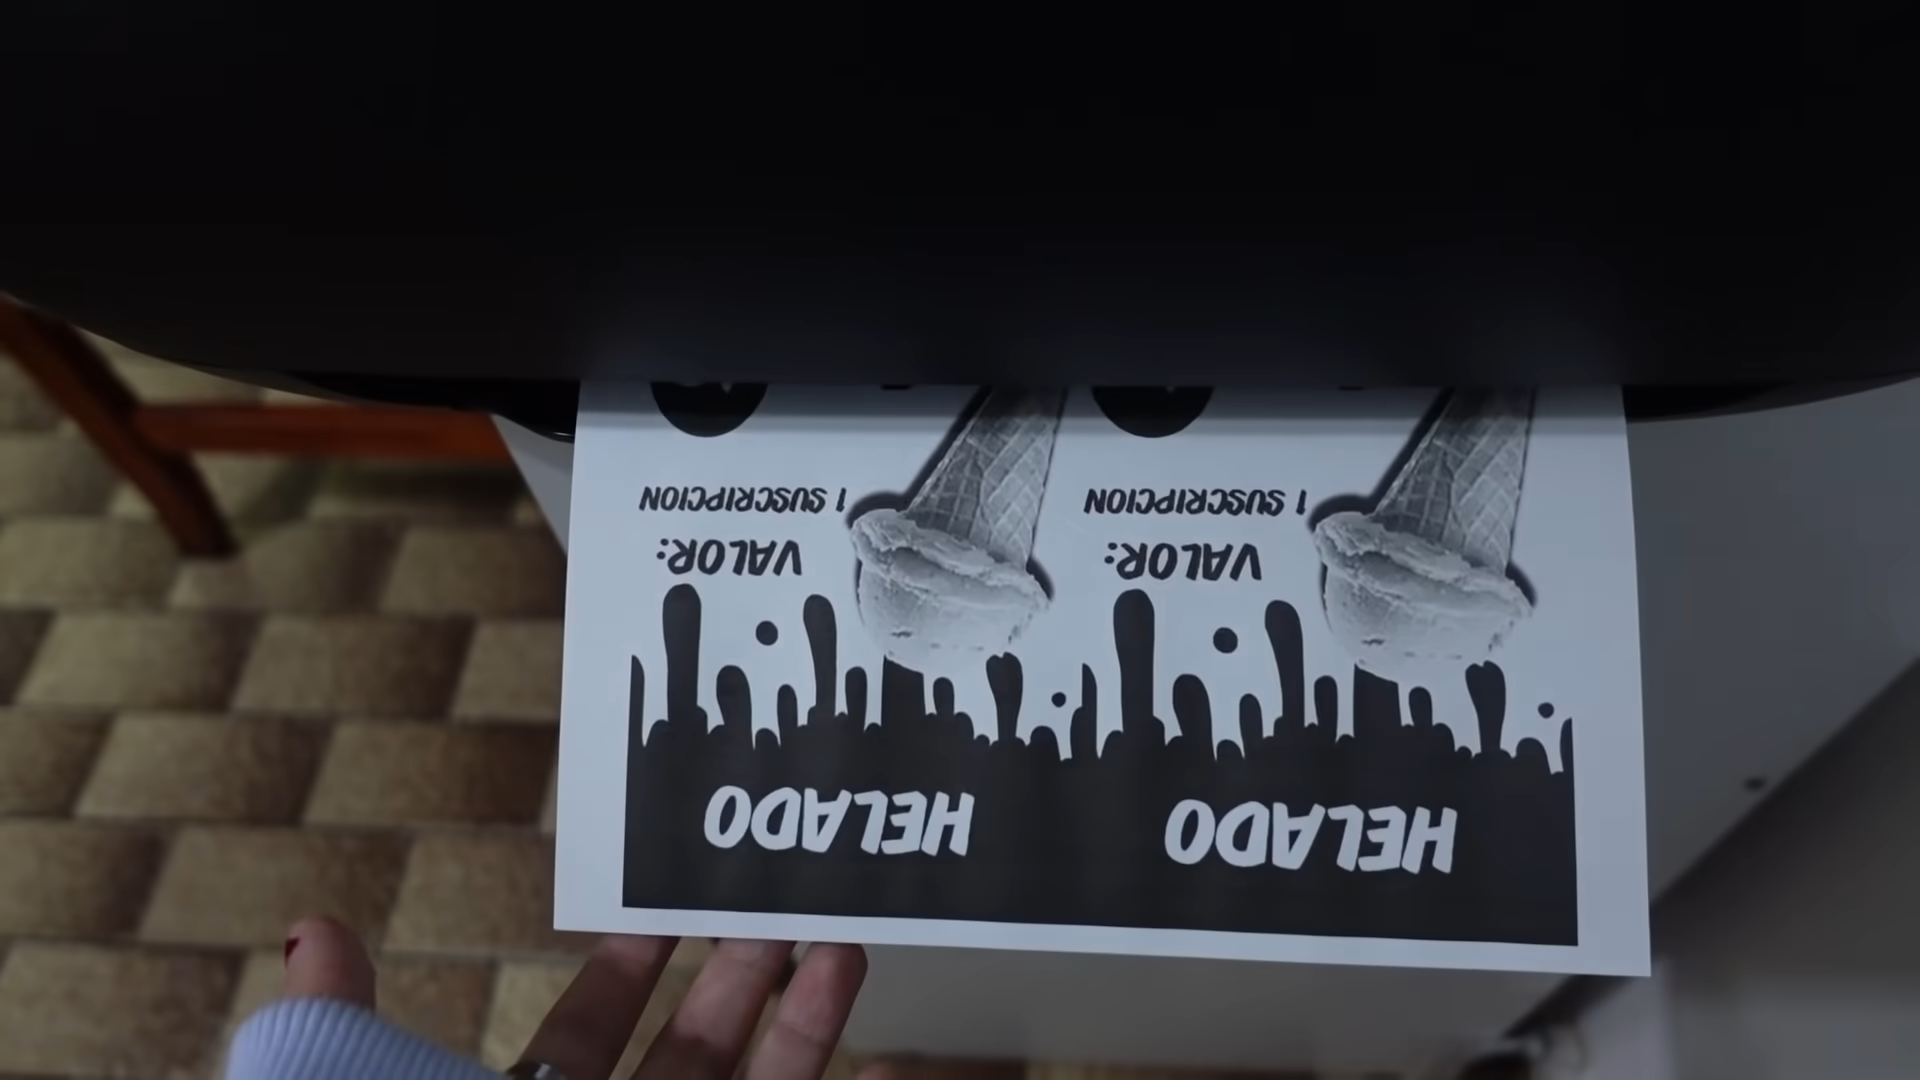 HELADO
VALOR:
1 SUSCRIPCION
HELADO
VALOR:
1 SUSCRIPCION